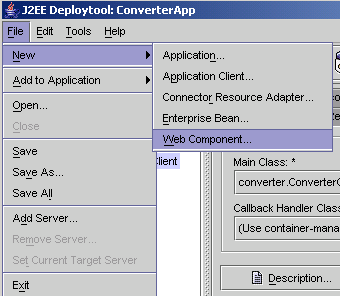 J2EE Deploytool: ConverterApp
File Edit Tools Help
New
Application...
Application Client...
Add to Application
Connector Resource Adapter...
Open...
Enterprise Bean...
Close
Web Component...
Save
Client
Main Class: *
Save As...
converter.ConverterC
Save All
Callback Handler Class
Add Server...
(Use container-mana
Remove Server...
Set Current Target Server
Description...
Exit